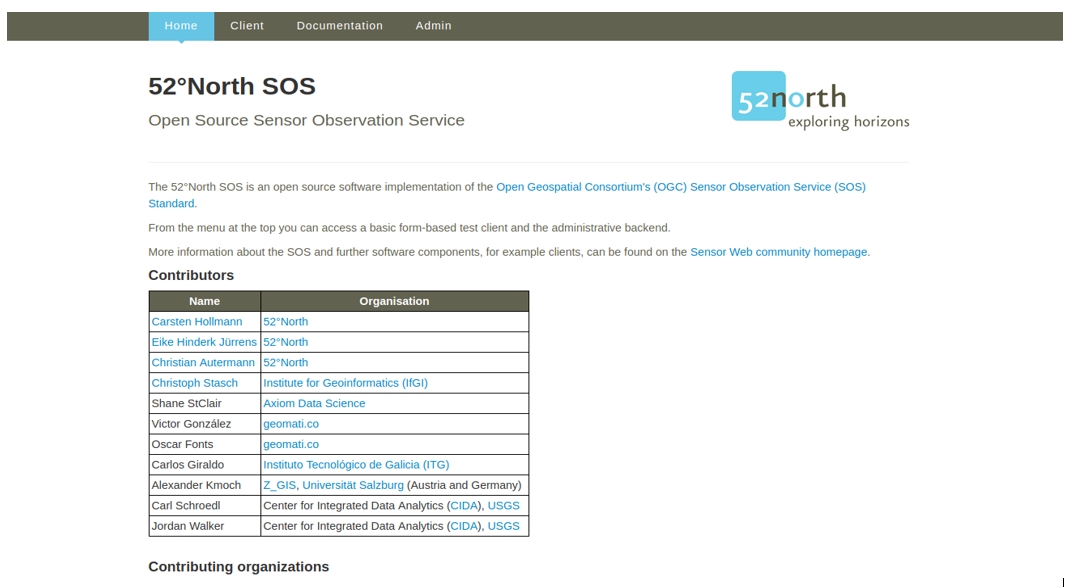 Home Client Documentation Admin
52°North SOS
Open Source Sensor Observation Service
52north
exploring horizons
The 52°North SOS is an open source software implementation of the Open Geospatial Consortium's (OGC) Sensor Observation Service (SOS)
Standard.
From the menu at the top you can access a basic form-based test client and the administrative backend.
More information about the SOS and further software components, for example clients, can be found on the Sensor Web community homepage.
Contributors
Name Organisation
Carsten Hollmann 52°North
Eike Hinderk Jürrens 52°North
Christian Autermann 52°North
Christoph Stasch Institute for Geoinformatics (IfGI)
Shane StClair Axiom Data Science
Victor González geomati.co
Oscar Fonts geomati.co
Carlos Giraldo Instituto Tecnológico de Galicia (ITG)
Alexander Kmoch Z_GIS, Universität Salzburg (Austria and Germany)
Carl Schroedl Center for Integrated Data Analytics (CIDA), USGS
Jordan Walker Center for Integrated Data Analytics (CIDA), USGS
Contributing organizations